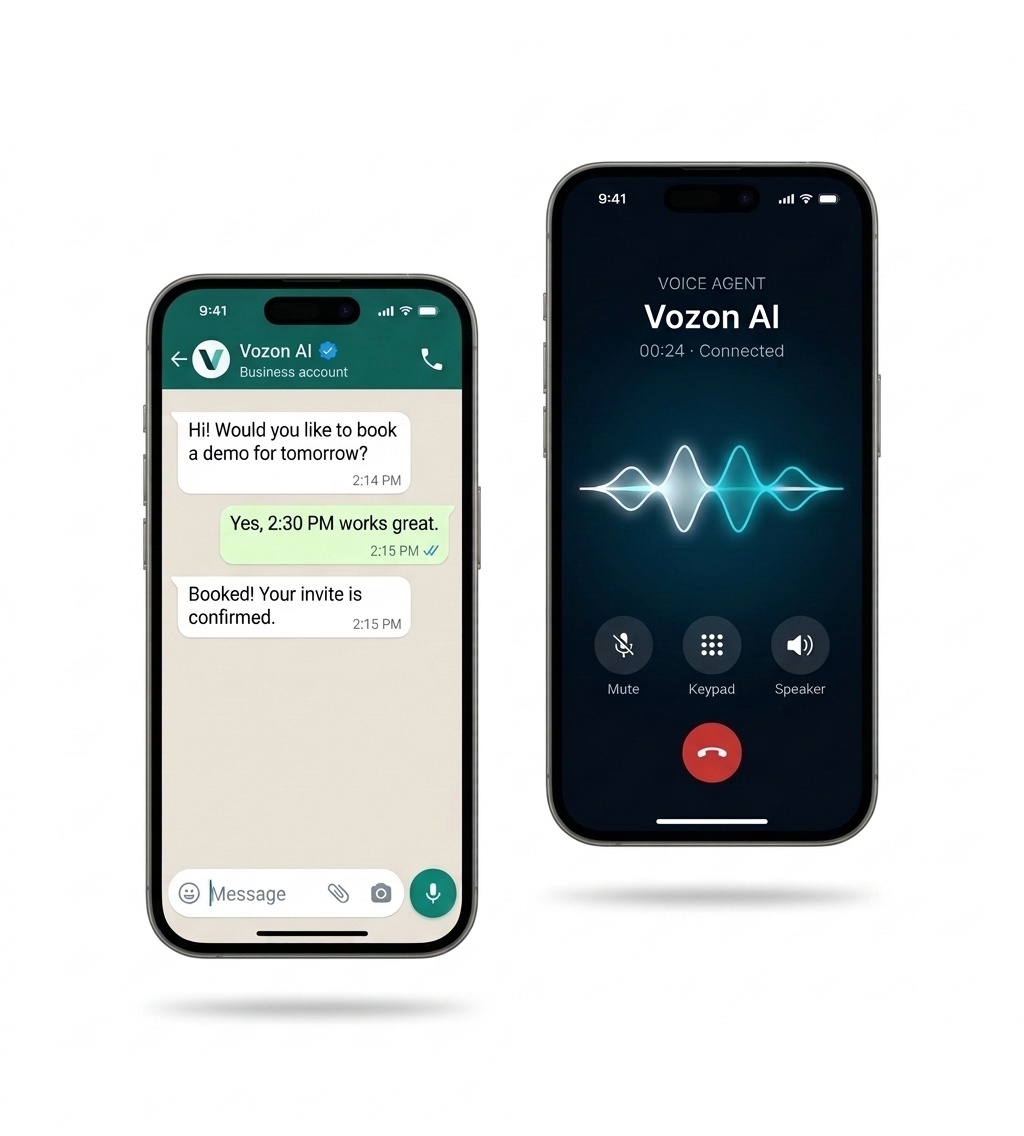 9:41
Vozon AI
Business account
Hi! Would you like to book
a demo for tomorrow?
2:14 PM
Yes, 2:30 PM works great.
2:15 PM
Booked! Your invite is
confirmed.
2:15 PM
Message
9:41
VOICE AGENT
Vozon AI
00:24 · Connected
Mute
Keypad
Speaker